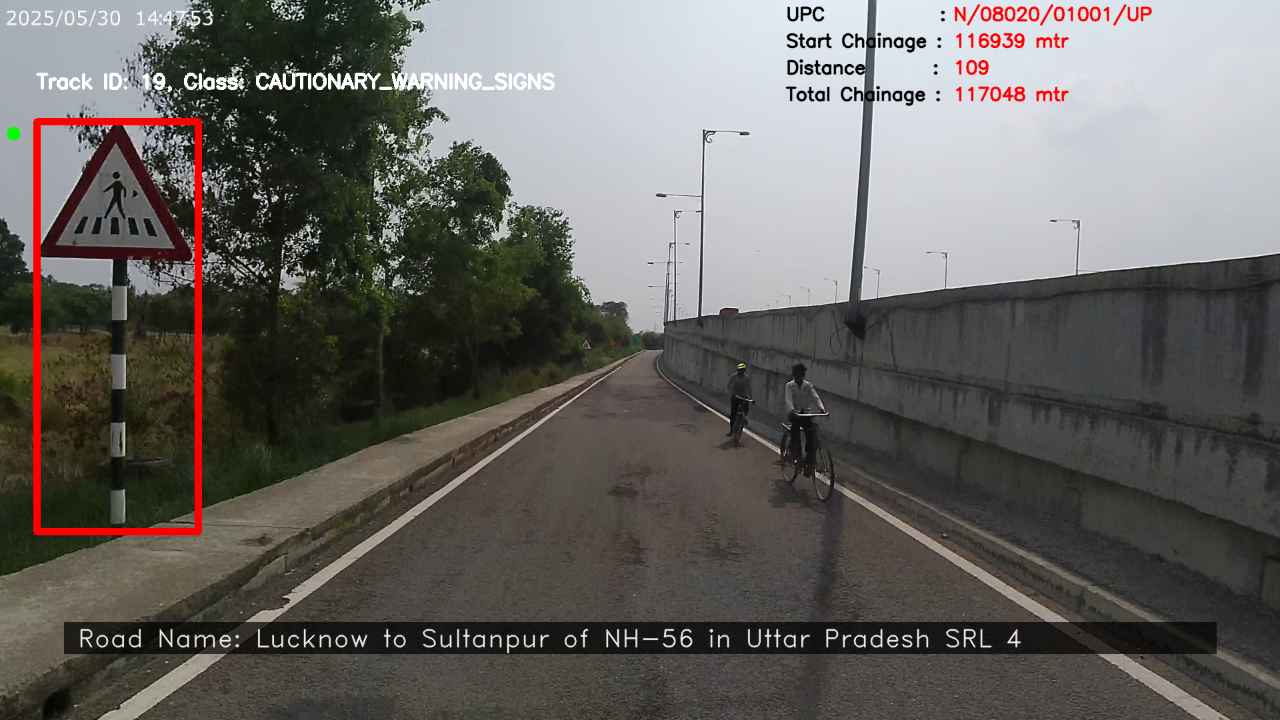 2025/05/30 14:47:53
UPC : N/08020/01001/UP
Start Chainage : 116939 mtr
Distance : 109
Total Chainage : 117048 mtr
Track ID: 19, Class: CAUTIONARY_WARNING_SIGNS
Road Name: Lucknow to Sultanpur of NH-56 in Uttar Pradesh SRL 4